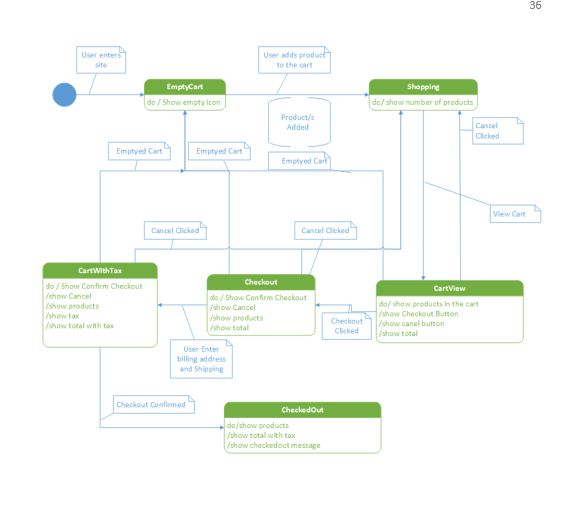 36
User enters
site
User adds product
to the cart
EmptyCart
do / Show empty icon
Shopping
do/ show number of products
Product/s
Added
Cancel
Clicked
Emptyed Cart
Emptyed Cart
Emptyed Cart
View Cart
Cancel Clicked
Cancel Clicked
CartWithTax
do / Show Confirm Checkout
/show Cancel
/show products
/show tax
/show total with tax
Checkout
do / Show Confirm Checkout
/show Cancel
/show products
/show total
CartView
do/ show products in the cart
/show Checkout Button
/show canel button
/show total
Checkout
Clicked
User Enter
billing address
and Shipping
Checkout Confirmed
CheckedOut
do/show products
/show total with tax
/show checkedout message